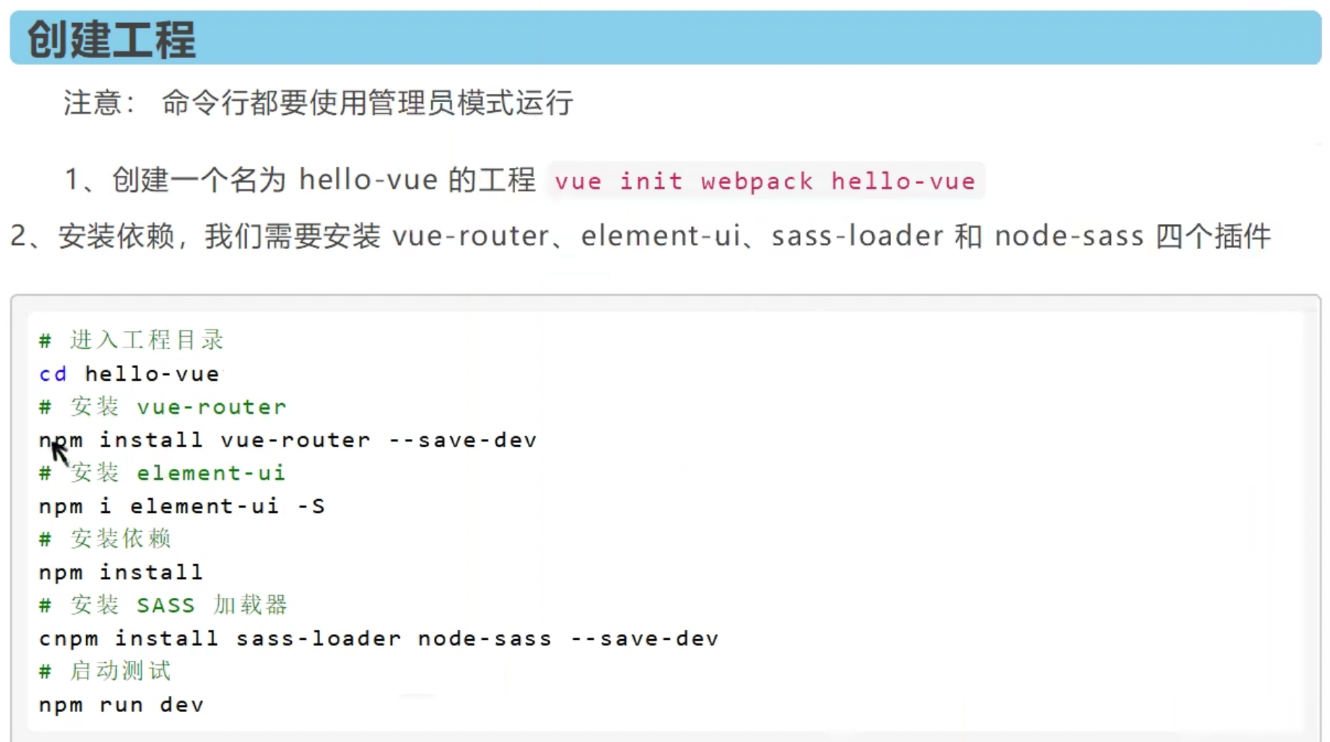 创建工程
注意： 命令行都要使用管理员模式运行
1、创建一个名为 hello-vue 的工程 vue init webpack hello-vue
2、安装依赖，我们需要安装 vue-router、element-ui、sass-loader 和 node-sass 四个插件
# 进入工程目录
cd hello-vue
# 安装 vue-router
npm install vue-router --save-dev
# 安装 element-ui
npm i element-ui -S
# 安装依赖
npm install
# 安装 SASS 加载器
cnpm install sass-loader node-sass --save-dev
# 启动测试
npm run dev